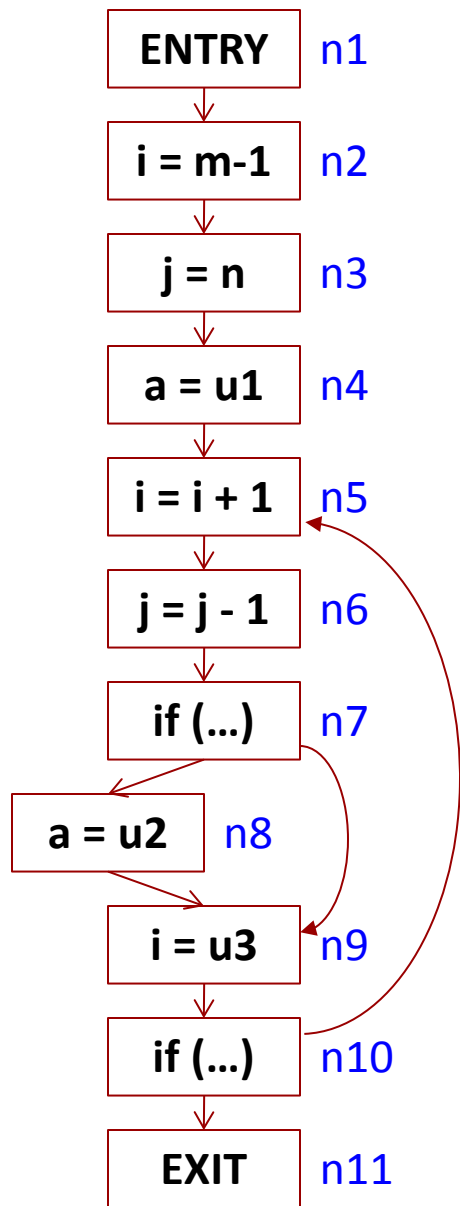 ENTRY n1
i = m-1 n2
j = n n3
a = u1 n4
i = i + 1 n5
j = j - 1 n6
if (...) n7
a = u2 n8
i = u3 n9
if (...) n10
EXIT n11